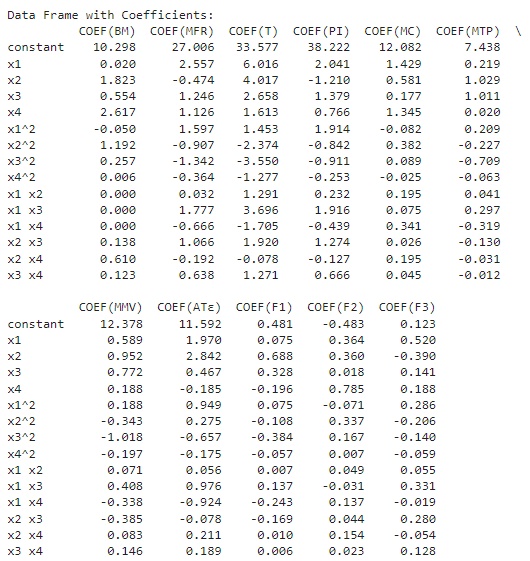 Data Frame with Coefficients:
COEF(BM) COEF(MFR) COEF(T) COEF(PI) COEF(MC) COEF(MTP) \
constant 10.298 27.006 33.577 38.222 12.082 7.438
x1 0.020 2.557 6.016 2.041 1.429 0.219
x2 1.823 -0.474 4.017 -1.210 0.581 1.029
x3 0.554 1.246 2.658 1.379 0.177 1.011
x4 2.617 1.126 1.613 0.766 1.345 0.020
x1^2 -0.050 1.597 1.453 1.914 -0.082 0.209
x2^2 1.192 -0.907 -2.374 -0.842 0.382 -0.227
x3^2 0.257 -1.342 -3.550 -0.911 0.089 -0.709
x4^2 0.006 -0.364 -1.277 -0.253 -0.025 -0.063
x1 x2 0.000 0.032 1.291 0.232 0.195 0.041
x1 x3 0.000 1.777 3.696 1.916 0.075 0.297
x1 x4 0.000 -0.666 -1.705 -0.439 0.341 -0.319
x2 x3 0.138 1.066 1.920 1.274 0.026 -0.130
x2 x4 0.610 -0.192 -0.078 -0.127 0.195 -0.031
x3 x4 0.123 0.638 1.271 0.666 0.045 -0.012
COEF(MMV) COEF(ATε) COEF(F1) COEF(F2) COEF(F3)
constant 12.378 11.592 0.481 -0.483 0.123
x1 0.589 1.970 0.075 0.364 0.520
x2 0.952 2.842 0.688 0.360 -0.390
x3 0.772 0.467 0.328 0.018 0.141
x4 0.188 -0.185 -0.196 0.785 0.188
x1^2 0.188 0.949 0.075 -0.071 0.286
x2^2 -0.343 0.275 -0.108 0.337 -0.206
x3^2 -1.018 -0.657 -0.384 0.167 -0.140
x4^2 -0.197 -0.175 -0.057 0.007 -0.059
x1 x2 0.071 0.056 0.007 0.049 0.055
x1 x3 0.408 0.976 0.137 -0.031 0.331
x1 x4 -0.338 -0.924 -0.243 0.137 -0.019
x2 x3 -0.385 -0.078 -0.169 0.044 0.280
x2 x4 0.083 0.211 0.010 0.154 -0.054
x3 x4 0.146 0.189 0.006 0.023 0.128